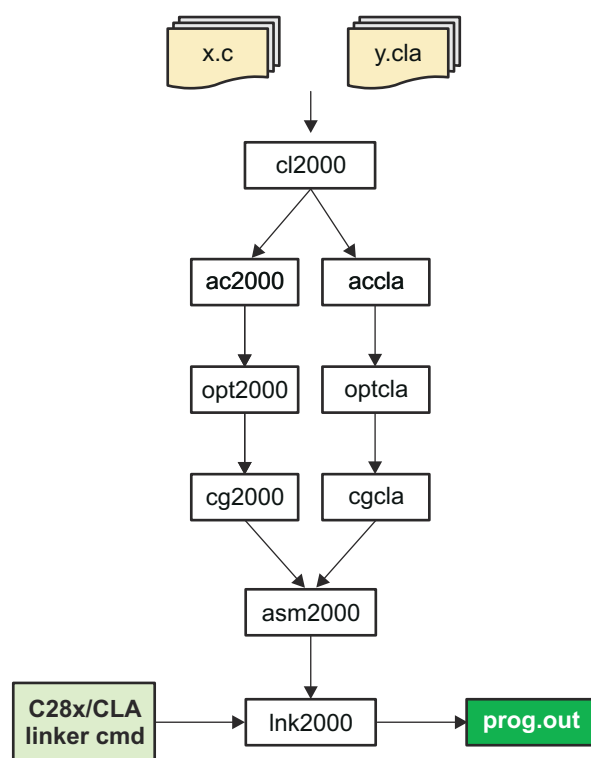 x.c
y.cla
cl2000
ac2000
accla
opt2000
optcla
cg2000
cgcla
asm2000
C28x/CLA
linker cmd
lnk2000
prog.out